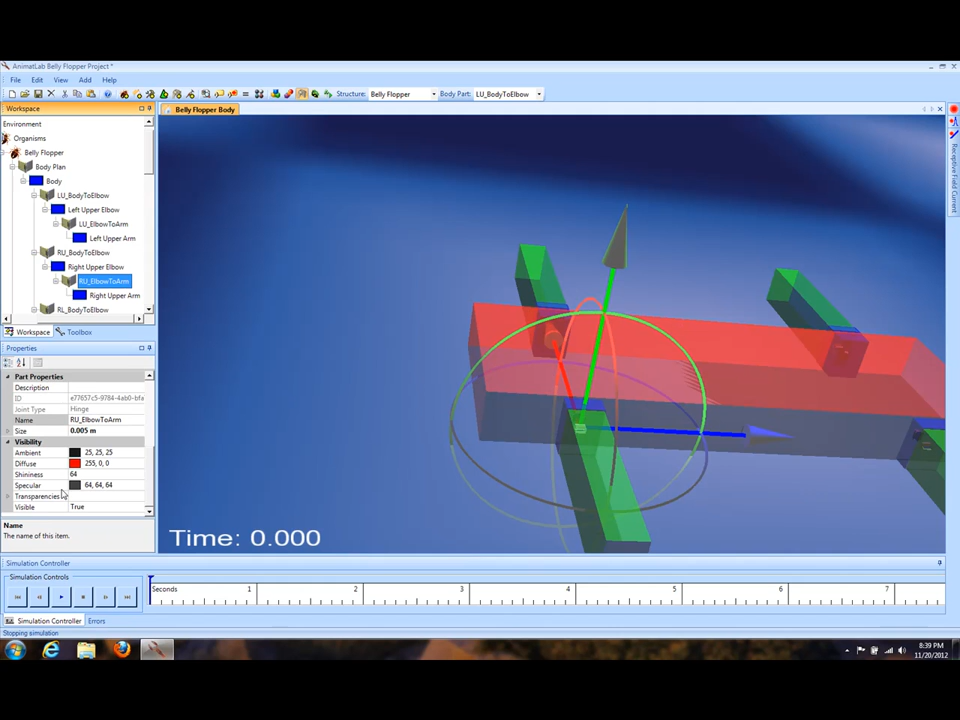 AnimatLab Belly Flopper Project *
File Edit View Add Help
Structure: Belly Flopper Body Part: LU_BodyToElbow
Workspace
Belly Flopper Body
Environment
Organisms
Belly Flopper
Body Plan
Body
LU_BodyToElbow
Left Upper Elbow
LU_ElbowToArm
Left Upper Arm
RU_BodyToElbow
Right Upper Elbow
RU_ElbowToArm
Right Upper Arm
RL_BodyToElbow
Workspace Toolbox
Properties
Part Properties
Description
ID e77657c5-9784-4ab0-bfa
Joint Type Hinge
Name RU_ElbowToArm
Size 0.005 m
Visibility
Ambient 25, 25, 25
Diffuse 255, 0, 0
Shininess 64
Specular 64, 64, 64
Transparencies
Visible True
Name
The name of this item.
Receptive Field Current
Time: 0.000
Simulation Controller
Simulation Controls
Seconds 1 2 3 4 5 6 7
Simulation Controller Errors
Stopping simulation
8:39 PM
11/20/2012